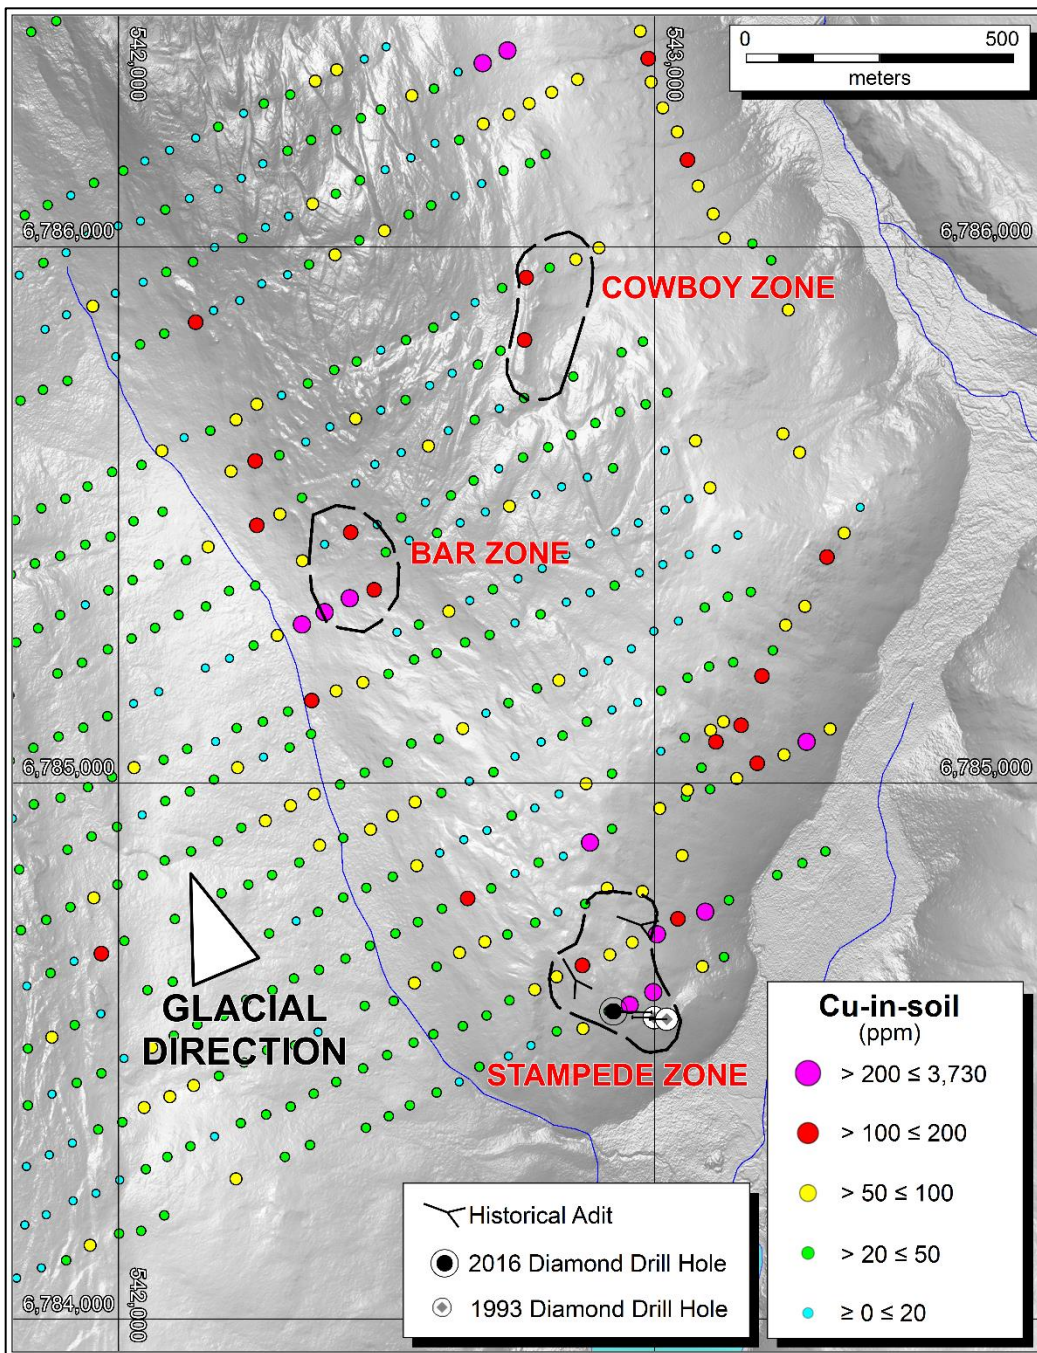 542,000
543,000
0 500
meters
6,786,000
6,786,000
COWBOY ZONE
BAR ZONE
6,785,000
6,785,000
GLACIAL
DIRECTION
STAMPEDE ZONE
Cu-in-soil
(ppm)
> 200 ≤ 3,730
> 100 ≤ 200
> 50 ≤ 100
> 20 ≤ 50
≥ 0 ≤ 20
Historical Adit
2016 Diamond Drill Hole
1993 Diamond Drill Hole
6,784,000
542,000
543,000